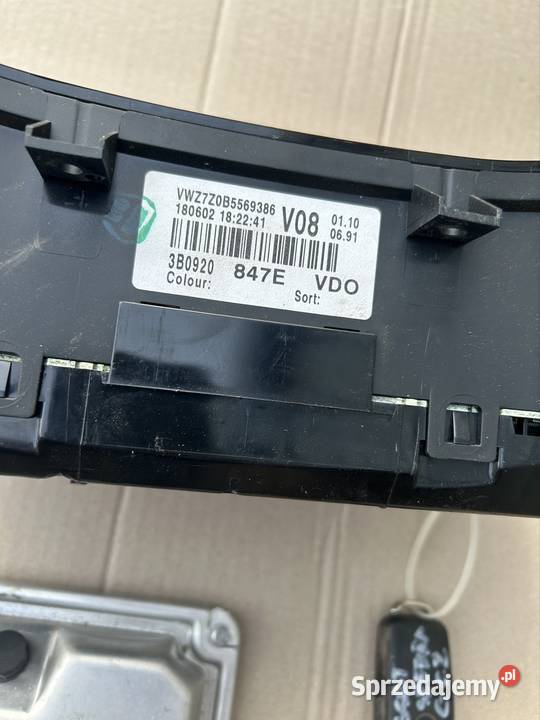 VWZ7Z0B5569386
180602 18:22:41
V08
01.10
06.91
3B0920 847E VDO
Colour:
Sort:
Sprzedajemy.pl